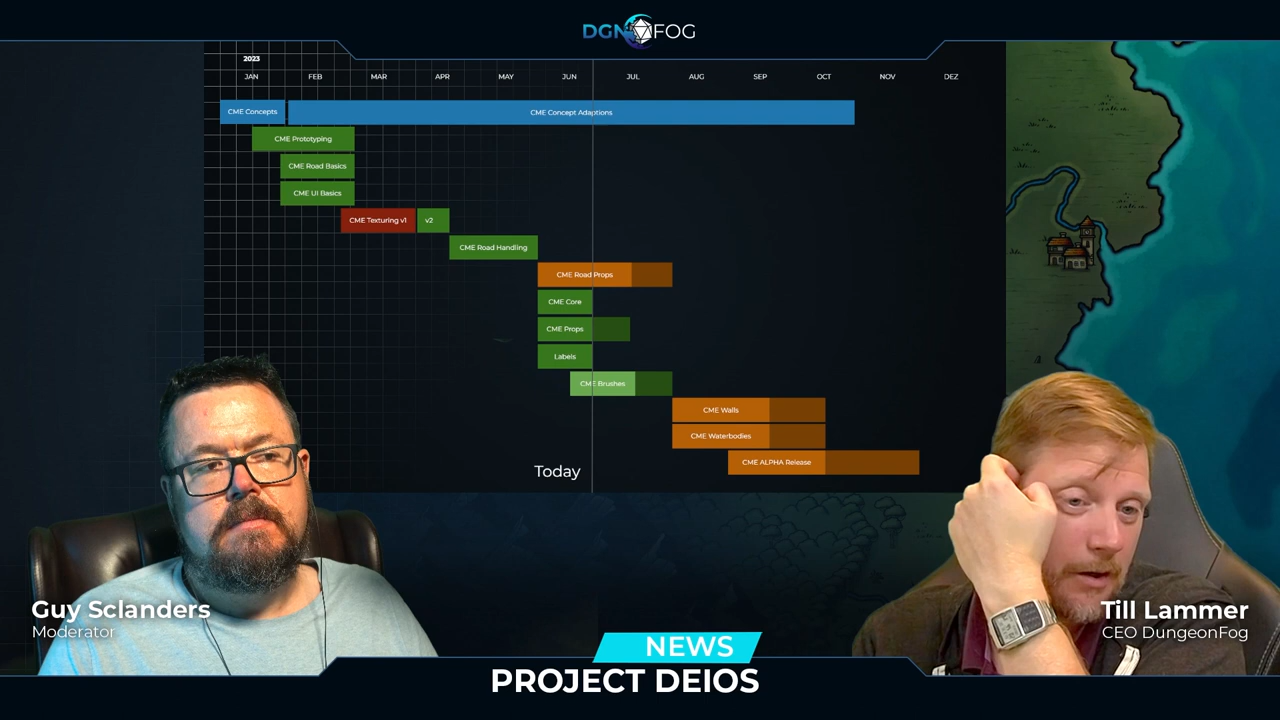 DGNFOG
2023
JAN FEB MAR APR MAY JUN JUL AUG SEP OCT NOV DEZ
CME Concepts CME Concept Adaptions
CME Prototyping
CME Road Basics
CME UI Basics
CME Texturing v1 v2
CME Road Handling
CME Road Props
CME Core
CME Props
Labels
CME Brushes
CME Walls
CME Waterbodies
CME ALPHA Release
Today
Guy Sclanders
Moderator
Till Lammer
CEO DungeonFog
NEWS
PROJECT DEIOS